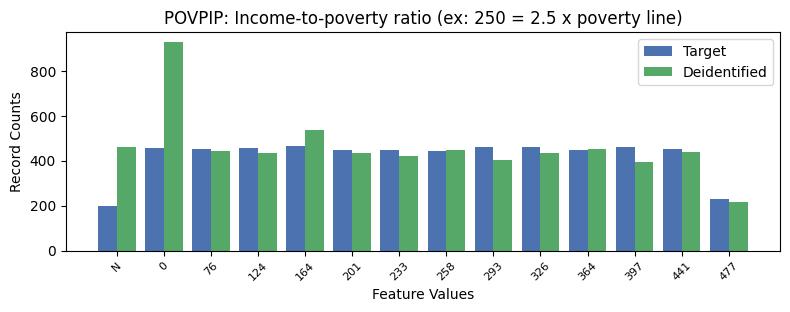 POVPIP: Income-to-poverty ratio (ex: 250 = 2.5 x poverty line)
Target
Deidentified
Record Counts
800
600
400
200
0
N 0 76 124 164 201 233 258 293 326 364 397 441 477
Feature Values